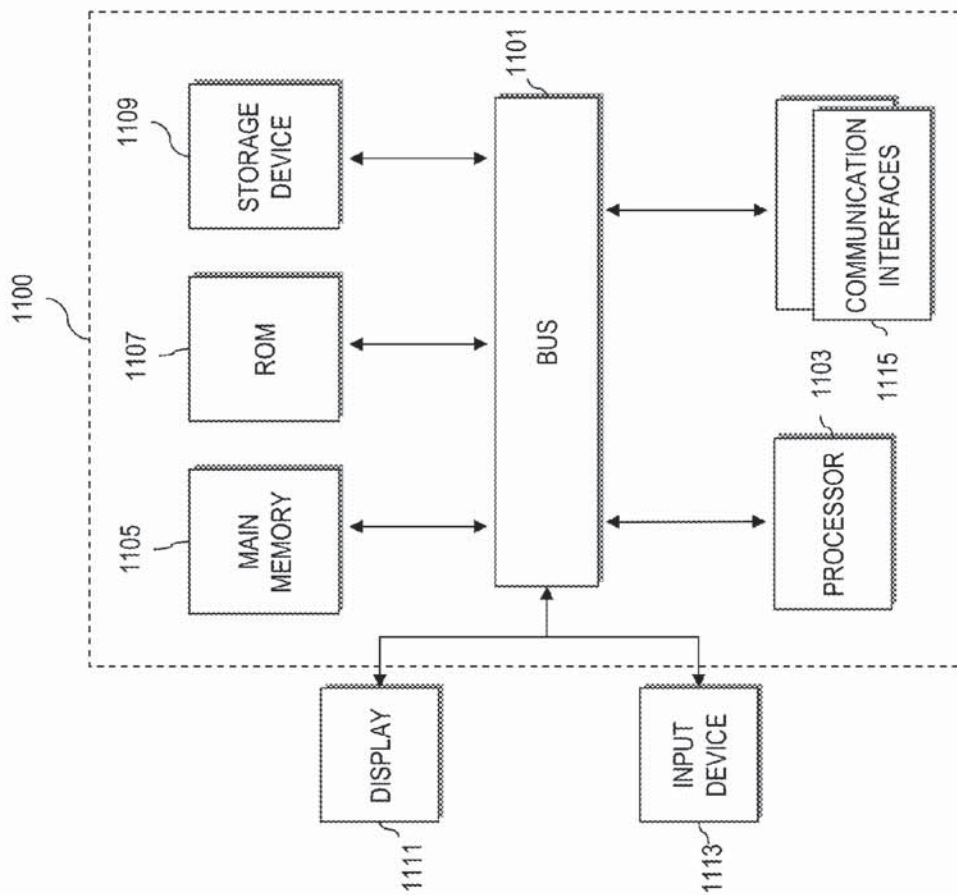 1100
1105
1107
1109
MAIN
MEMORY
ROM
STORAGE
DEVICE
DISPLAY
1111
1101
BUS
INPUT
DEVICE
1113
1103
PROCESSOR
COMMUNICATION
INTERFACES
1115